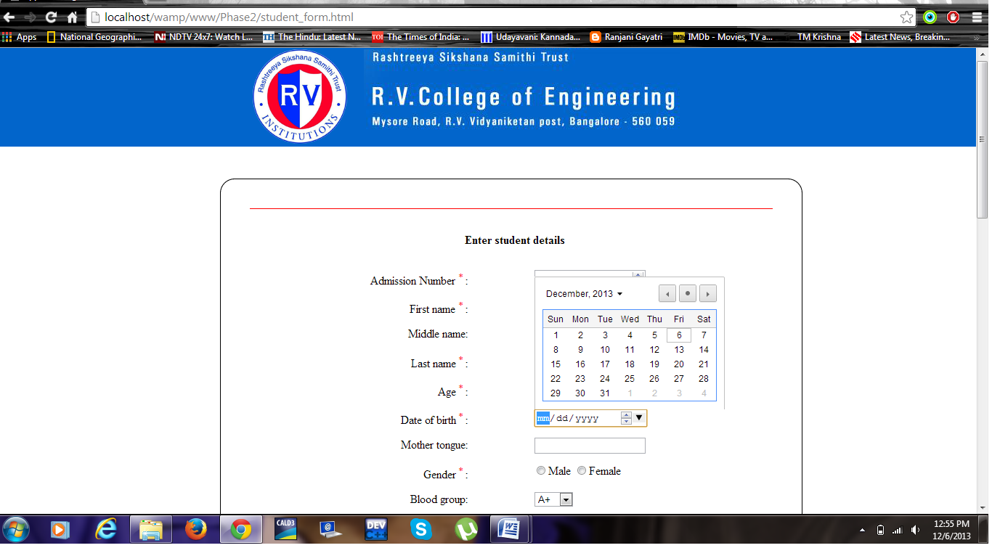 localhost/wamp/www/Phase2/student_form.html
Apps National Geographi... NDTV 24x7: Watch L... TH The Hindu: Latest N... TOI The Times of India: ... Udayavani: Kannada... Ranjani Gayatri IMDb IMDb - Movies, TV a... TM Krishna Latest News, Breakin... »
Rashtreeya Sikshana Samithi Trust
RV
INSTITUTIONS
Rashtreeya Sikshana Samithi Trust
R.V.College of Engineering
Mysore Road, R.V. Vidyaniketan post, Bangalore - 560 059
Enter student details
Admission Number * :
First name * :
Middle name:
Last name * :
Age * :
December, 2013
Sun Mon Tue Wed Thu Fri Sat
1 2 3 4 5 6 7
8 9 10 11 12 13 14
15 16 17 18 19 20 21
22 23 24 25 26 27 28
29 30 31 1 2 3 4
Date of birth * : mm/dd/yyyy
Mother tongue:
Gender * : Male Female
Blood group: A+
CALD3 DEV C++
12:55 PM
12/6/2013